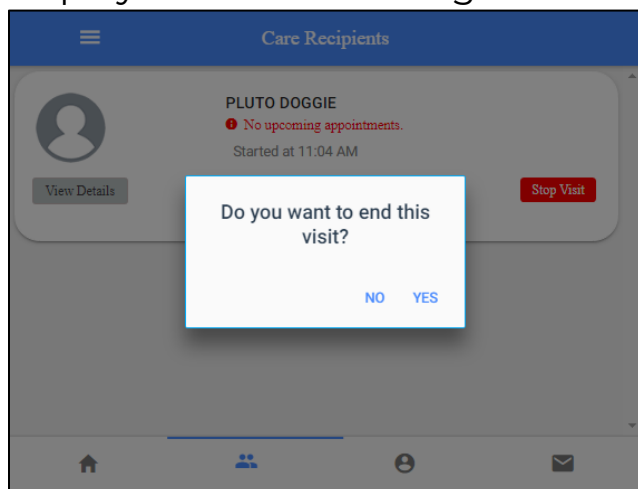 Care Recipients
PLUTO DOGGIE
No upcoming appointments.
Started at 11:04 AM
View Details
Stop Visit
Do you want to end this
visit?
NO YES